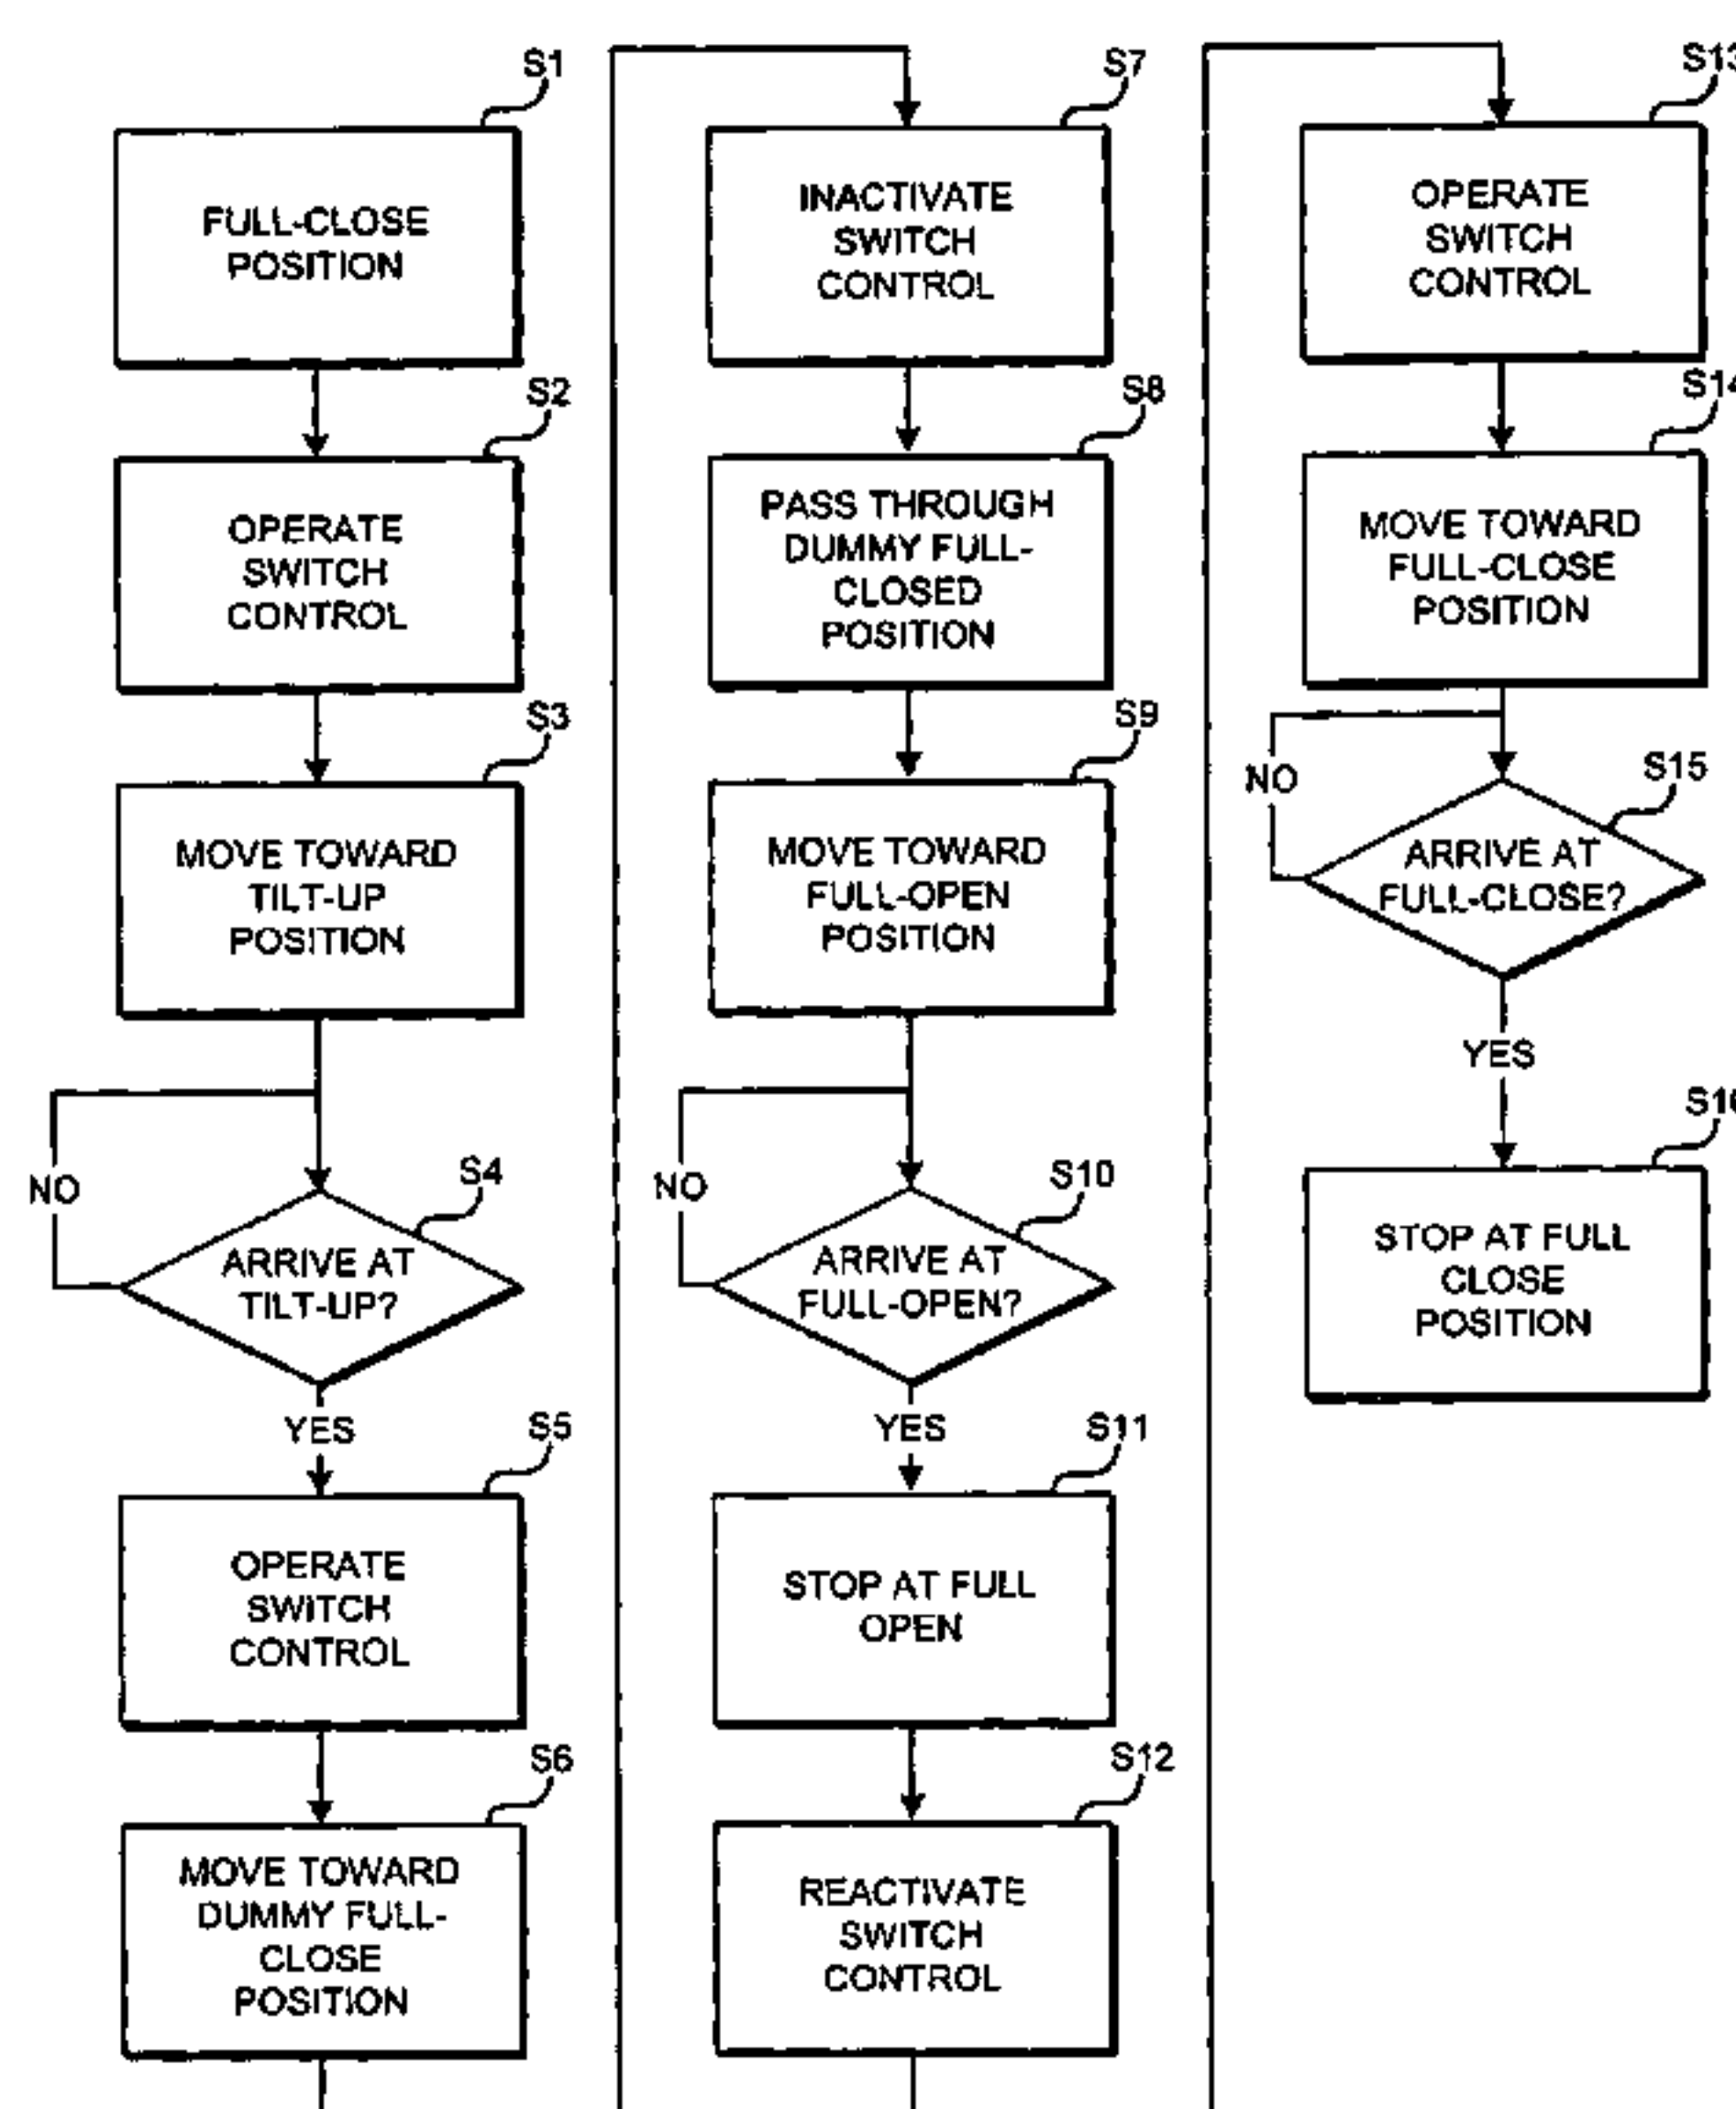 S1
FULL-CLOSE
POSITION
S2
OPERATE
SWITCH
CONTROL
S3
MOVE TOWARD
TILT-UP
POSITION
NO
S4
ARRIVE AT
TILT-UP?
YES
S5
OPERATE
SWITCH
CONTROL
S6
MOVE TOWARD
DUMMY FULL-
CLOSE
POSITION
S7
INACTIVATE
SWITCH
CONTROL
S8
PASS THROUGH
DUMMY FULL-
CLOSED
POSITION
S9
MOVE TOWARD
FULL-OPEN
POSITION
NO
S10
ARRIVE AT
FULL-OPEN?
YES
S11
STOP AT FULL
OPEN
S12
REACTIVATE
SWITCH
CONTROL
S13
OPERATE
SWITCH
CONTROL
S14
MOVE TOWARD
FULL-CLOSE
POSITION
NO
S15
ARRIVE AT
FULL-CLOSE?
YES
S16
STOP AT FULL
CLOSE
POSITION